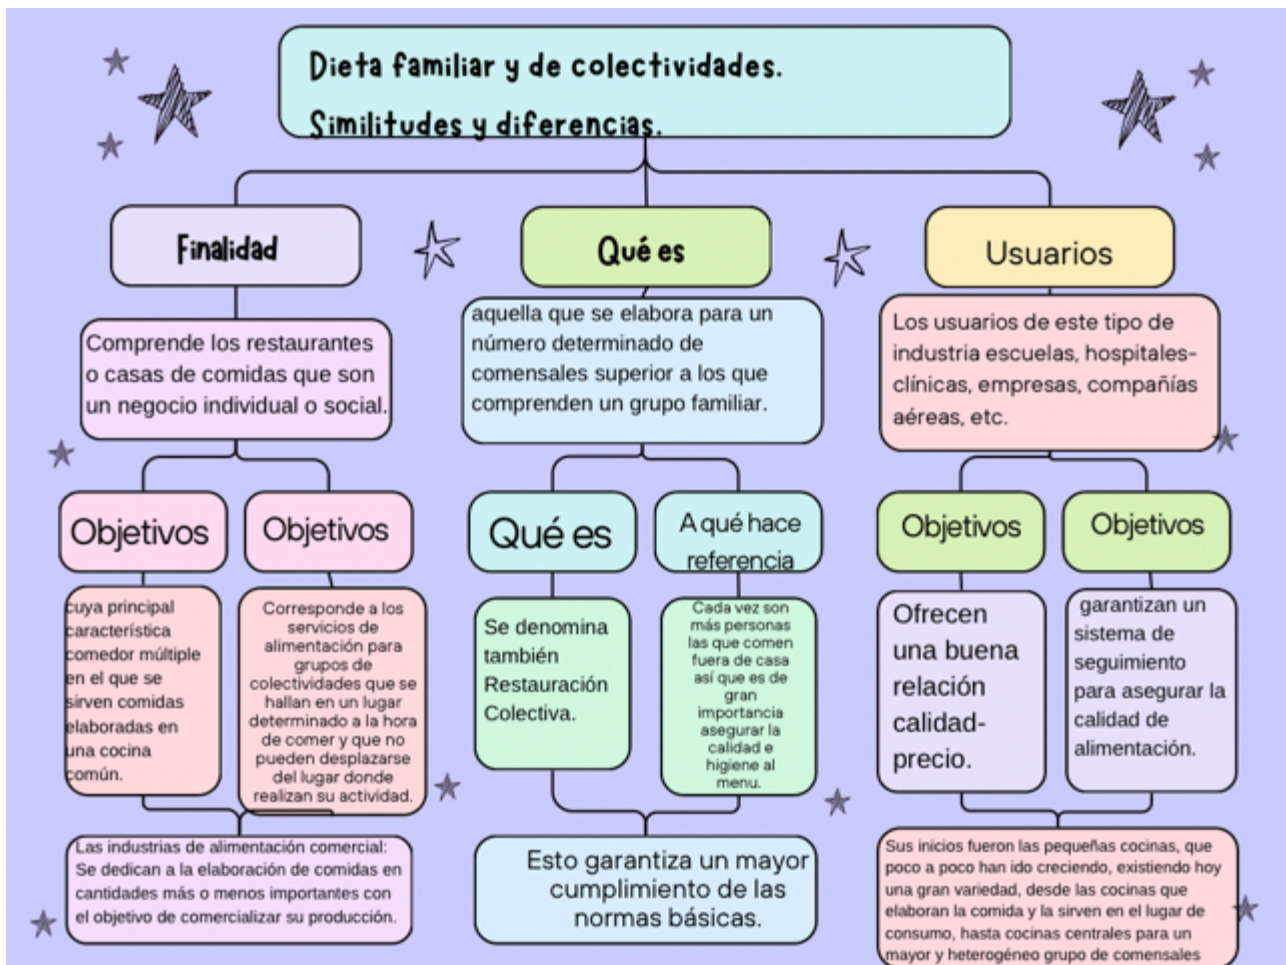 Dieta familiar y de colectividades.
Similitudes y diferencias.
Finalidad
Qué es
Usuarios
Comprende los restaurantes
o casas de comidas que son
un negocio individual o social.
aquella que se elabora para un
número determinado de
comensales superior a los que
comprenden un grupo familiar.
Los usuarios de este tipo de
industria escuelas, hospitales-
clínicas, empresas, compañías
aéreas, etc.
Objetivos
Objetivos
Qué es
A qué hace
referencia
Objetivos
Objetivos
cuya principal
característica
comedor múltiple
en el que se
sirven comidas
elaboradas en
una cocina
común.
Corresponde a los
servicios de
alimentación para
grupos de
colectividades que se
hallan en un lugar
determinado a la hora
de comer y que no
pueden desplazarse
del lugar donde
realizan su actividad.
Se denomina
también
Restauración
Colectiva.
Cada vez son
más personas
las que comen
fuera de casa
así que es de
gran
importancia
asegurar la
calidad e
higiene al
menu.
Ofrecen
una buena
relación
calidad-
precio.
garantizan un
sistema de
seguimiento
para asegurar la
calidad de
alimentación.
Las industrias de alimentación comercial:
Se dedican a la elaboración de comidas en
cantidades más o menos importantes con
el objetivo de comercializar su producción.
Esto garantiza un mayor
cumplimiento de las
normas básicas.
Sus inicios fueron las pequeñas cocinas, que
poco a poco han ido creciendo, existiendo hoy
una gran variedad, desde las cocinas que
elaboran la comida y la sirven en el lugar de
consumo, hasta cocinas centrales para un
mayor y heterogéneo grupo de comensales